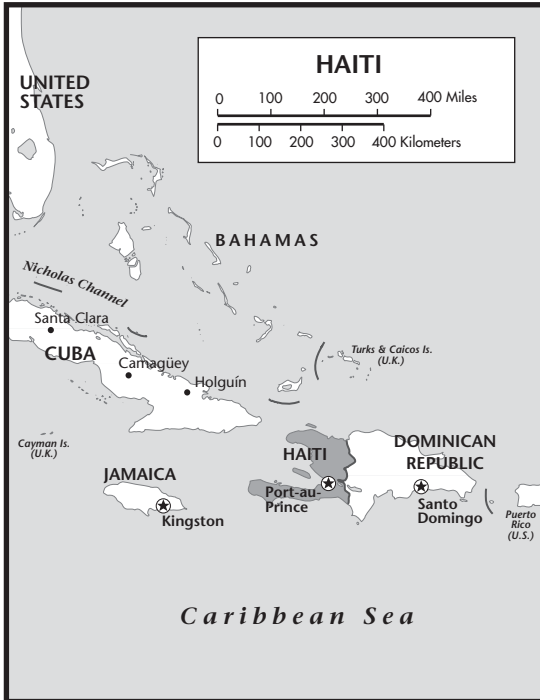 HAITI
0 100 200 300 400 Miles
0 100 200 300 400 Kilometers
UNITED
STATES
BAHAMAS
Nicholas Channel
Santa Clara
CUBA
Camagüey
Holguín
Turks & Caicos Is.
(U.K.)
Cayman Is.
(U.K.)
JAMAICA
Kingston
HAITI
Port-au-
Prince
DOMINICAN
REPUBLIC
Santo
Domingo
Puerto
Rico
(U.S.)
Caribbean Sea